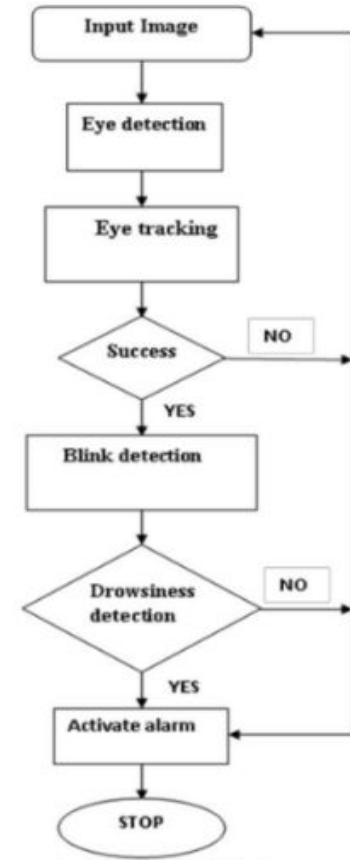 Input Image
Eye detection
Eye tracking
Success
NO
YES
Blink detection
Drowsiness
detection
NO
YES
Activate alarm
STOP